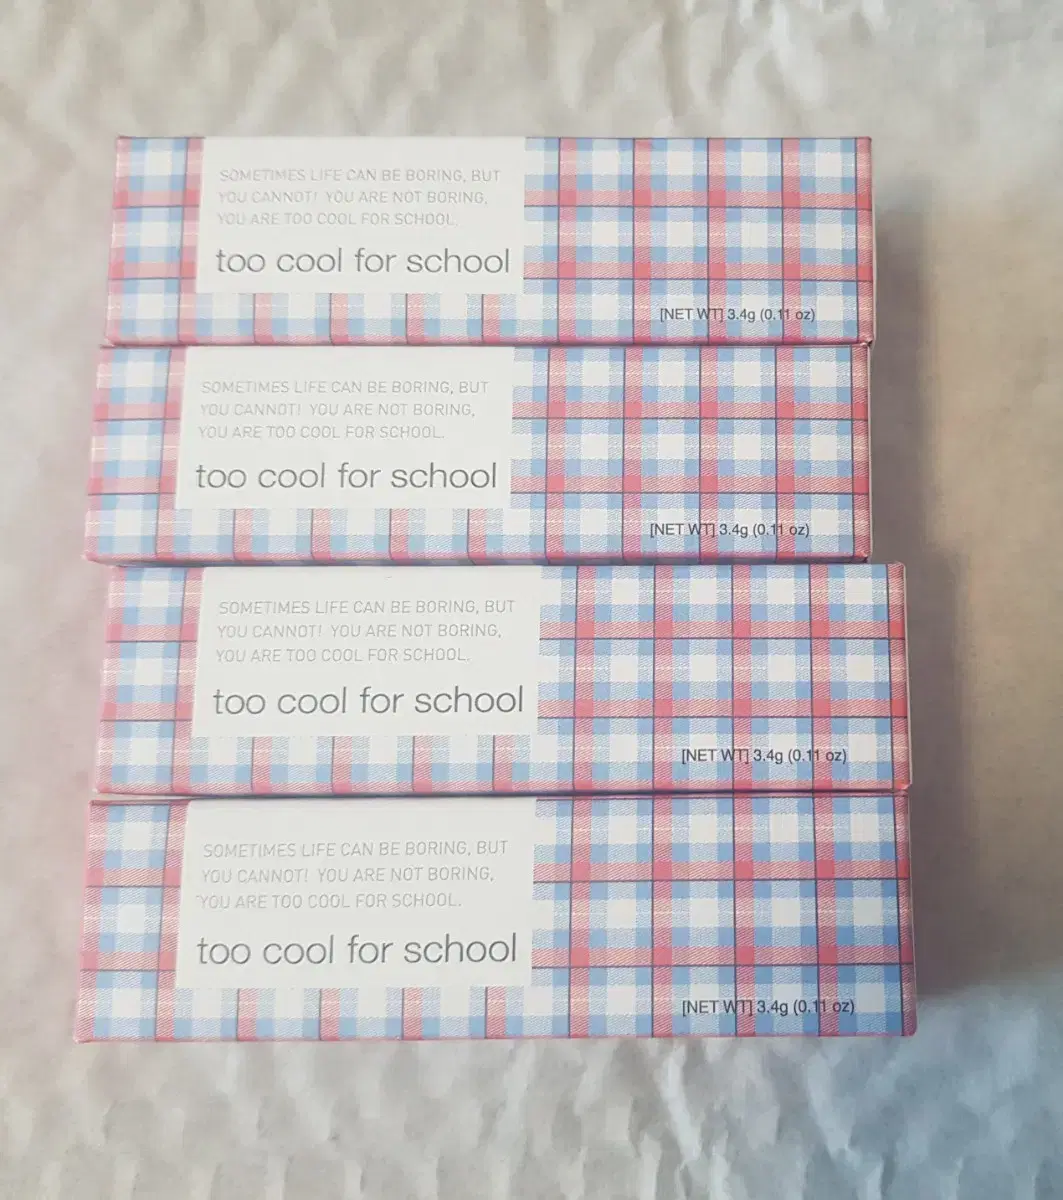 SOMETIMES LIFE CAN BE BORING, BUT
YOU CANNOT! YOU ARE NOT BORING,
YOU ARE TOO COOL FOR SCHOOL.
too cool for school
[NET WT] 3.4g (0.11 oz)
SOMETIMES LIFE CAN BE BORING, BUT
YOU CANNOT! YOU ARE NOT BORING,
YOU ARE TOO COOL FOR SCHOOL.
too cool for school
[NET WT] 3.4g (0.11 oz)
SOMETIMES LIFE CAN BE BORING, BUT
YOU CANNOT! YOU ARE NOT BORING,
YOU ARE TOO COOL FOR SCHOOL.
too cool for school
[NET WT] 3.4g (0.11 oz)
SOMETIMES LIFE CAN BE BORING, BUT
YOU CANNOT! YOU ARE NOT BORING,
YOU ARE TOO COOL FOR SCHOOL.
too cool for school
[NET WT] 3.4g (0.11 oz)